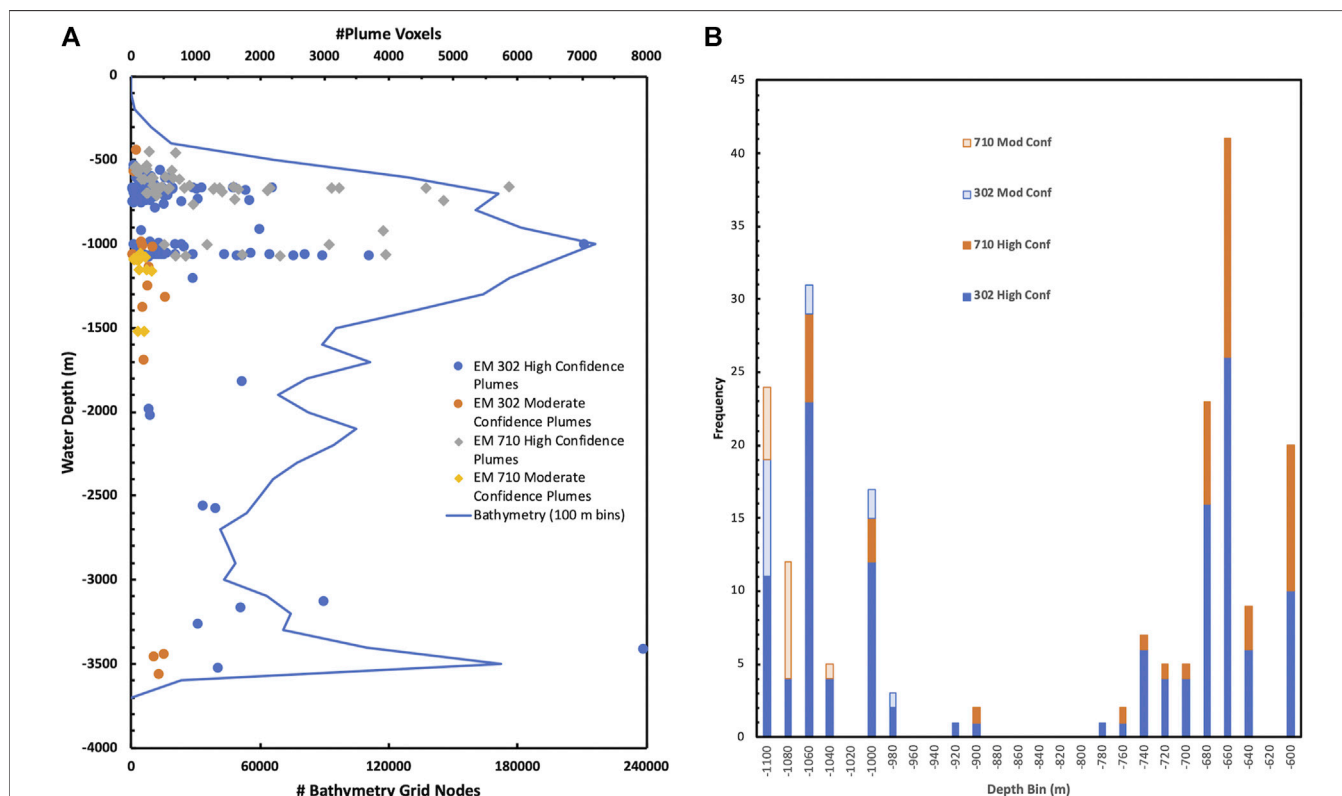 A
#Plume Voxels
0 1000 2000 3000 4000 5000 6000 7000 8000
0
-500
-1000
-1500
-2000
-2500
-3000
-3500
-4000
Water Depth (m)
EM 302 High Confidence
Plumes
EM 302 Moderate
Confidence Plumes
EM 710 High Confidence
Plumes
EM 710 Moderate
Confidence Plumes
Bathymetry (100 m bins)
0 60000 120000 180000 240000
# Bathymetry Grid Nodes
B
45
40
35
30
25
20
15
10
5
0
Frequency
710 Mod Conf
302 Mod Conf
710 High Conf
302 High Conf
-1100 -1080 -1060 -1040 -1020 -1000 -980 -960 -940 -920 -900 -880 -860 -840 -820 -800 -780 -760 -740 -720 -700 -680 -660 -640 -620 -600
Depth Bin (m)